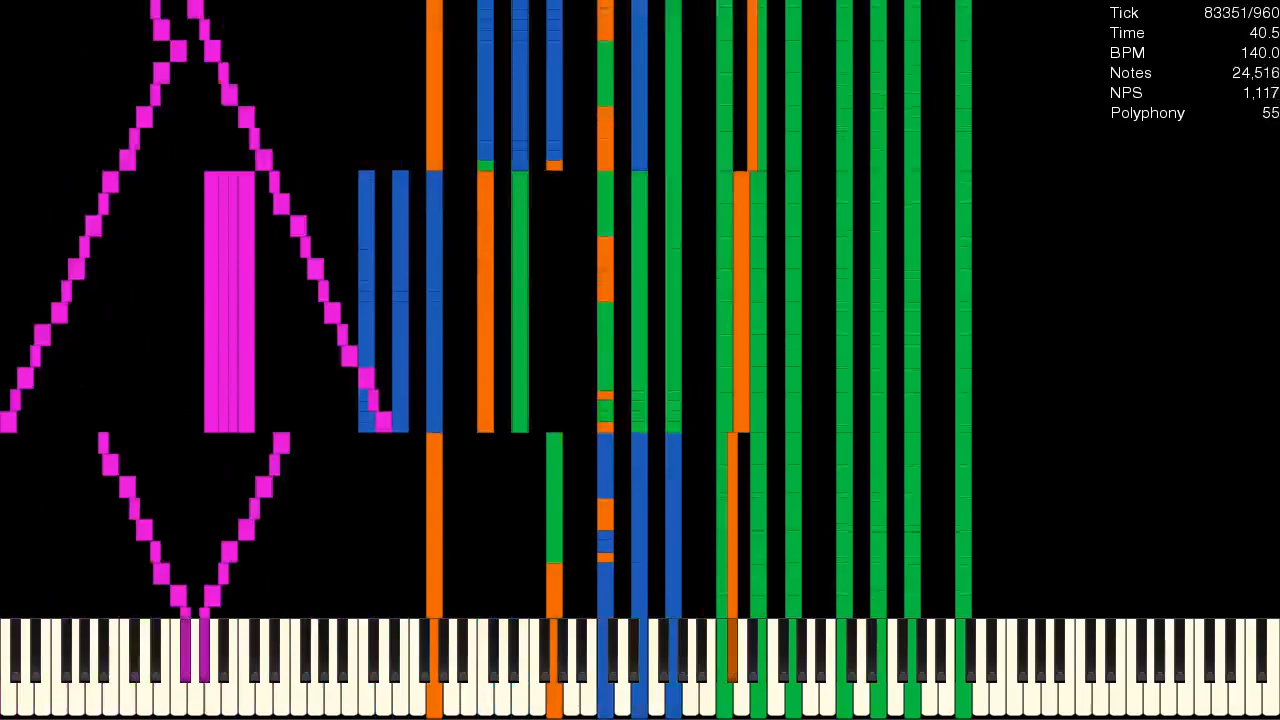 Tick 83351/960
Time 40.5
BPM 140.0
Notes 24,516
NPS 1,117
Polyphony 55